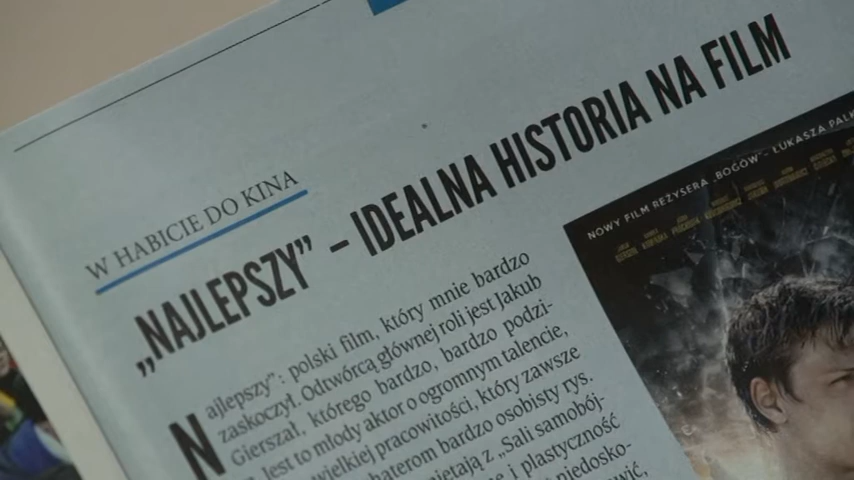 W HABICIE DO KINA
„NAJLEPSZY” – IDEALNA HISTORIA NA FILM
Najlepszy”: polski film, który mnie bardzo
zaskoczył. Odtwórcą głównej roli jest Jakub
Gierszał, którego bardzo, bardzo podzi-
Jest to młody aktor o ogromnym talencie,
wielkiej pracowitości, który zawsze
bardzo osobisty rys.
z „Sali samobój-
e i plastyczność
niedosko-
NOWY FILM REŻYSERA „BOGÓW” - ŁUKASZA PALK